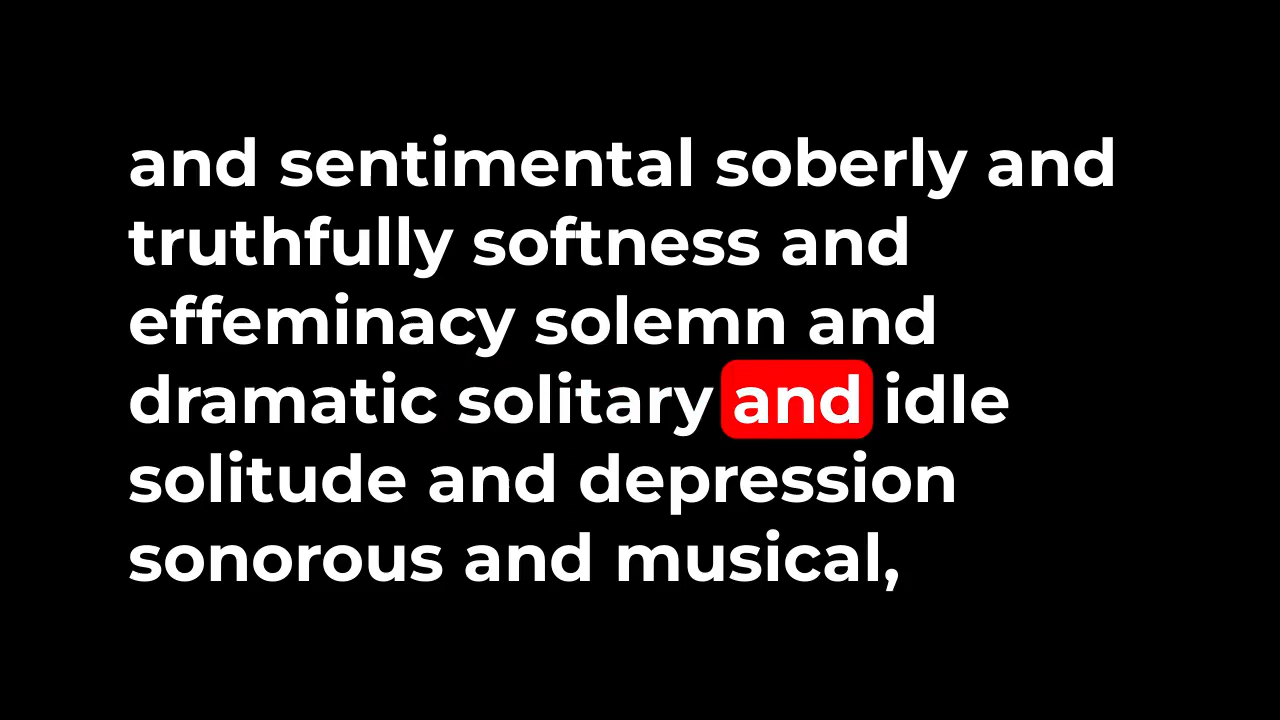 and sentimental soberly and
truthfully softness and
effeminacy solemn and
dramatic solitary and idle
solitude and depression
sonorous and musical,